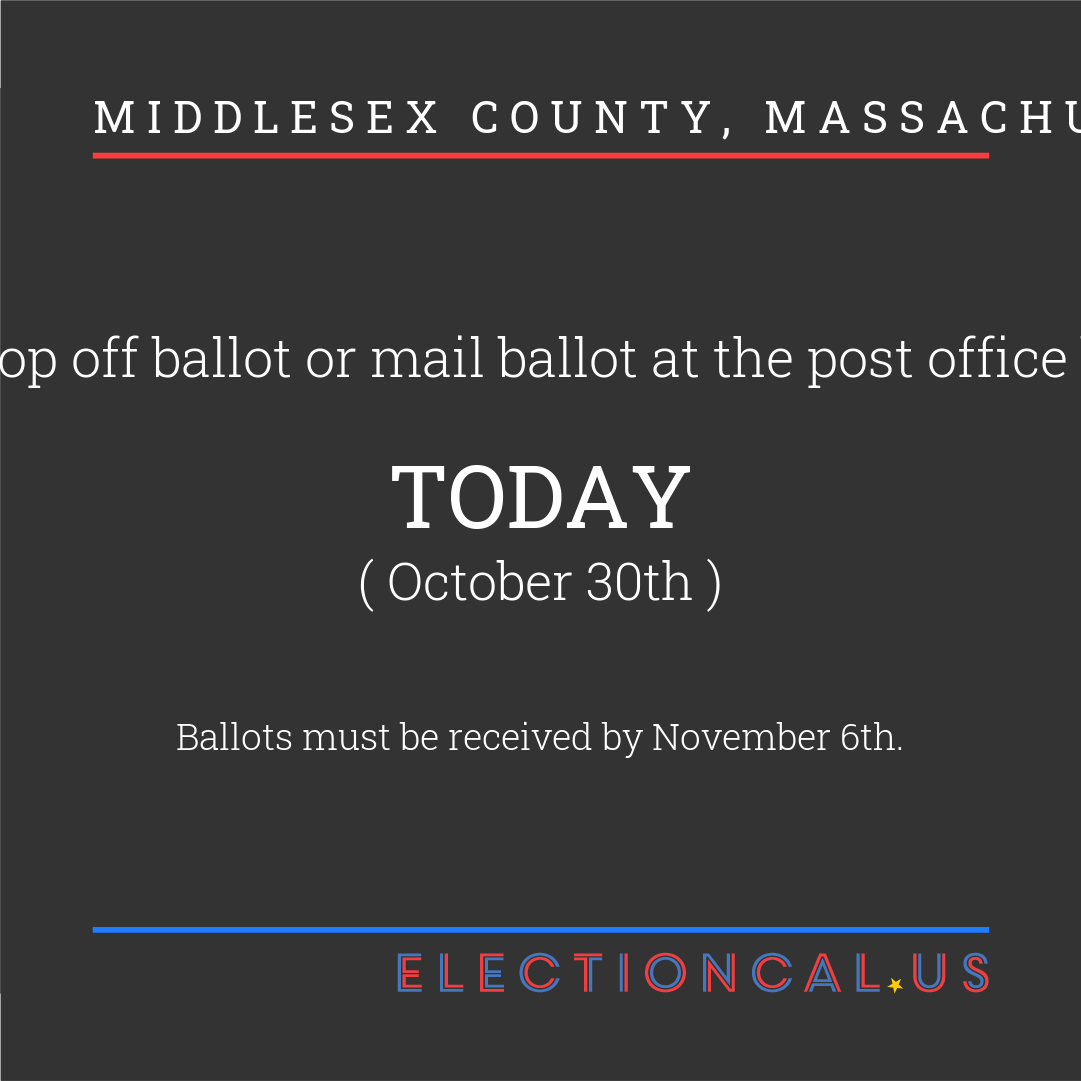 MIDDLESEX COUNTY, MASSACHU
op off ballot or mail ballot at the post office
TODAY
( October 30th )
Ballots must be received by November 6th.
ELECTIONCAL.US